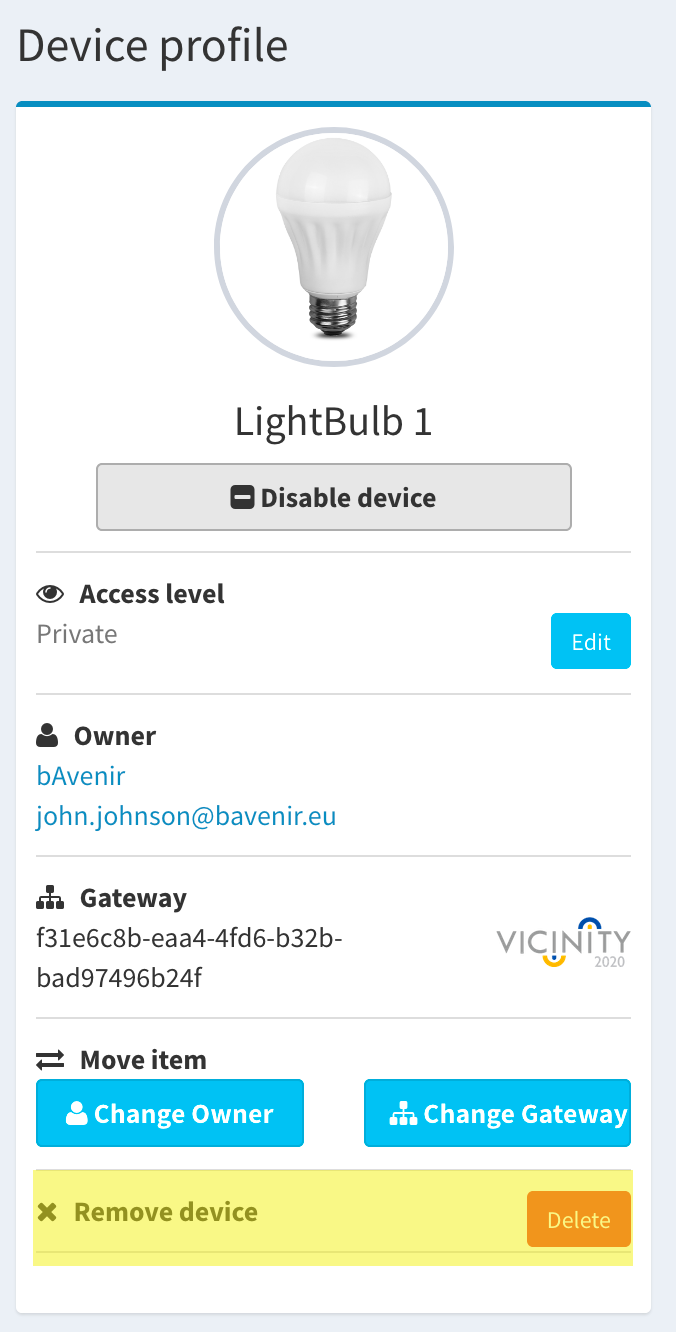 Device profile
LightBulb 1
Disable device
Access level
Private
Edit
Owner
bAvenir
john.johnson@bavenir.eu
Gateway
f31e6c8b-eaa4-4fd6-b32b-
bad97496b24f
VICINITY
2020
Move item
Change Owner
Change Gateway
Remove device
Delete